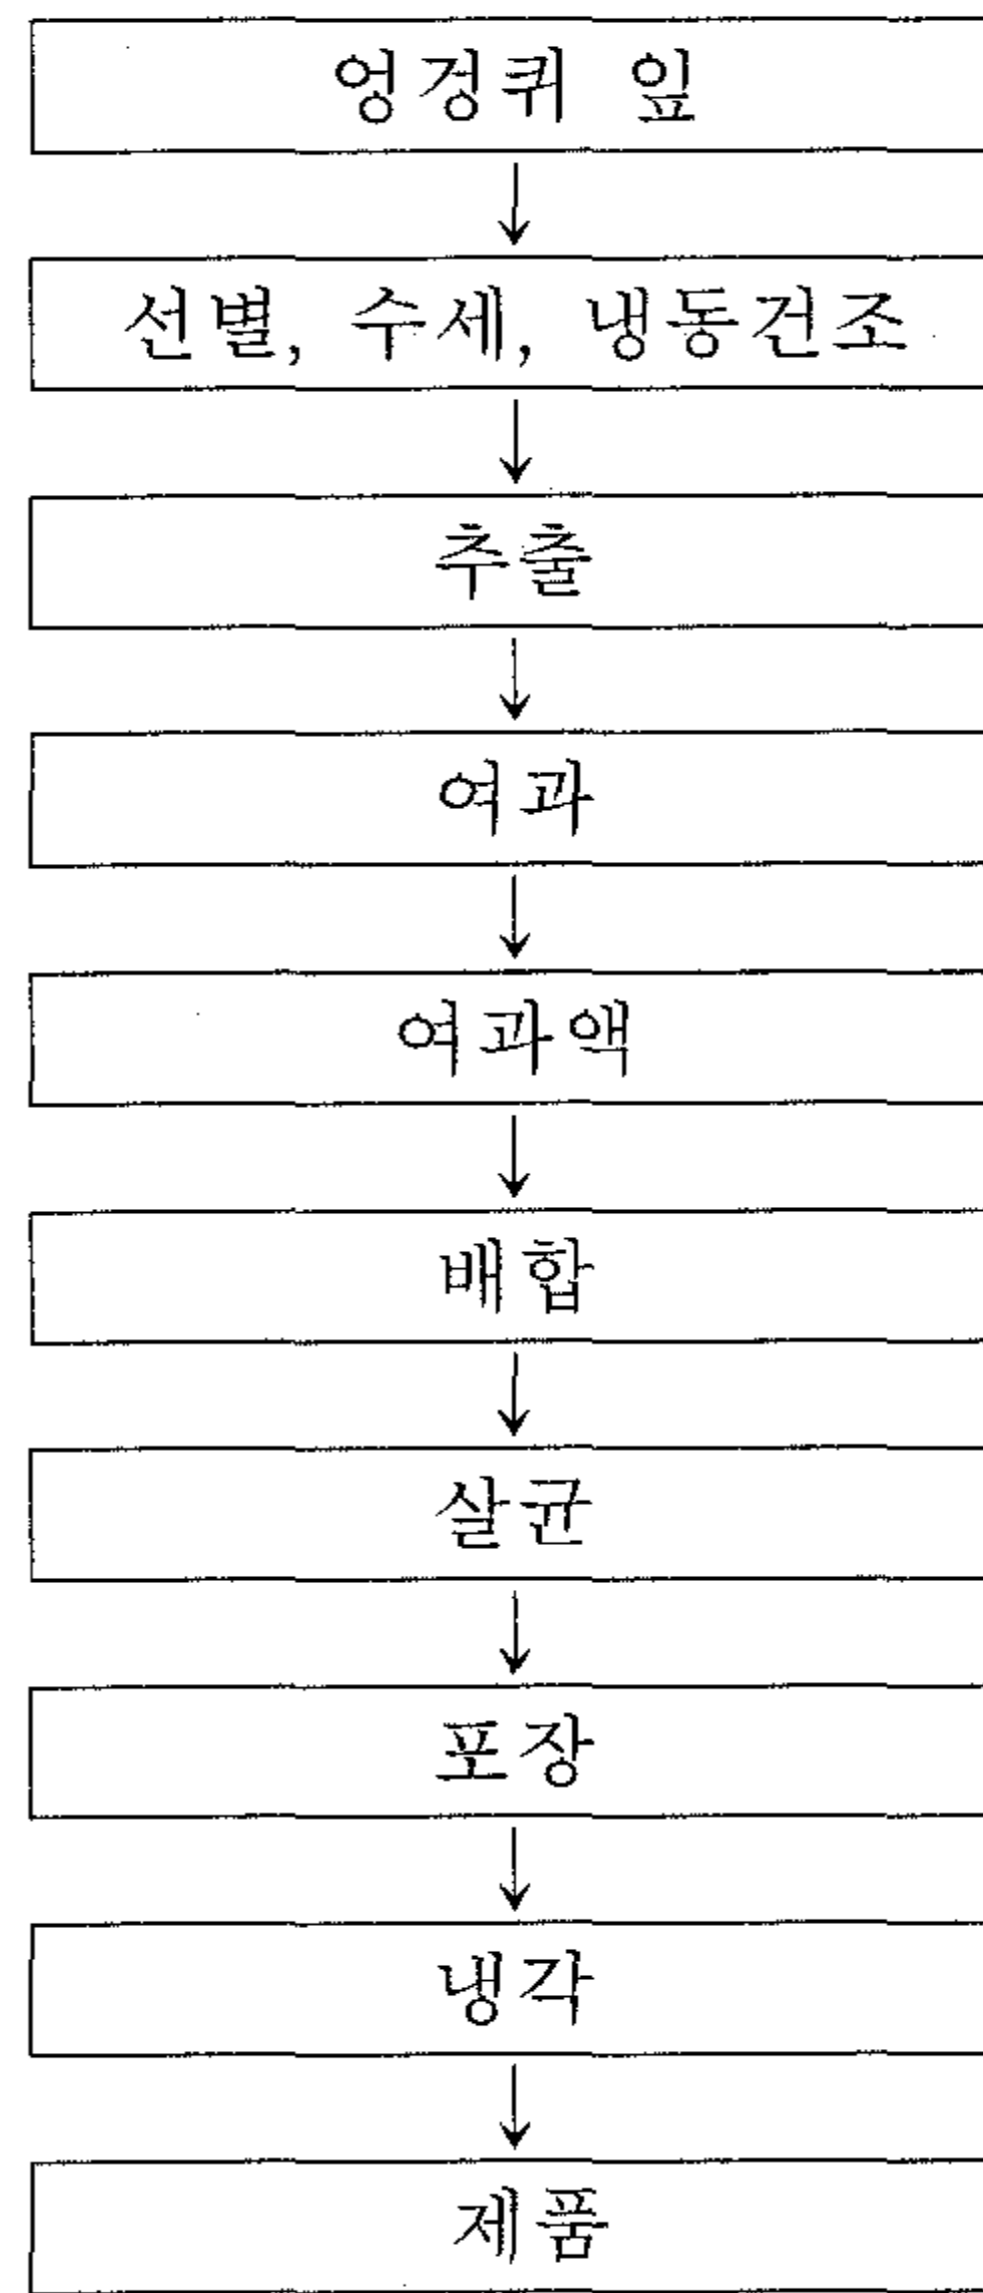 엉겅퀴 잎
선별, 수세, 냉동건조
추출
여과
여과액
배합
살균
포장
냉각
제품